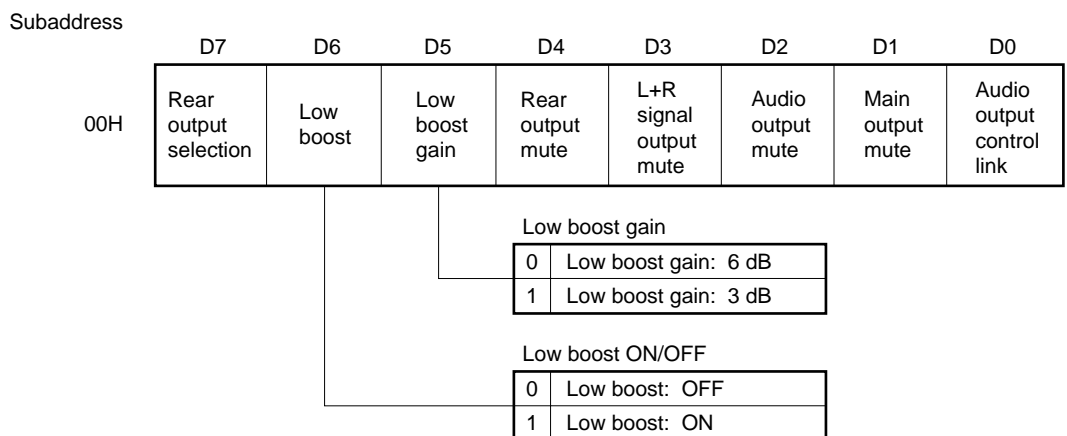 Subaddress
D7 D6 D5 D4 D3 D2 D1 D0
00H
Rear
output
selection
Low
boost
Low
boost
gain
Rear
output
mute
L+R
signal
output
mute
Audio
output
mute
Main
output
mute
Audio
output
control
link
Low boost gain
0 Low boost gain: 6 dB
1 Low boost gain: 3 dB
Low boost ON/OFF
0 Low boost: OFF
1 Low boost: ON